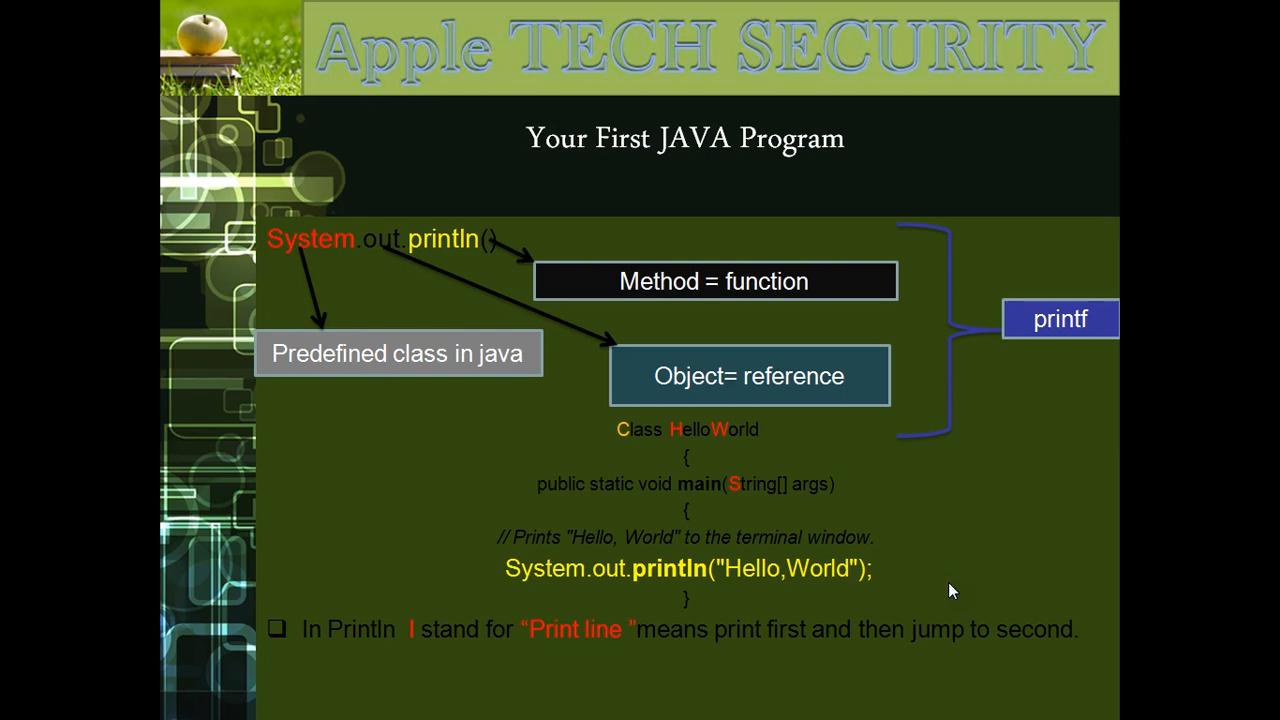 Apple TECH SECURITY
Your First JAVA Program
System.out.println()
Method = function
printf
Predefined class in java
Object= reference
Class HelloWorld
{
public static void main(String[] args)
{
// Prints "Hello, World" to the terminal window.
System.out.println("Hello,World");
}
❑ In Println l stand for “Print line ”means print first and then jump to second.